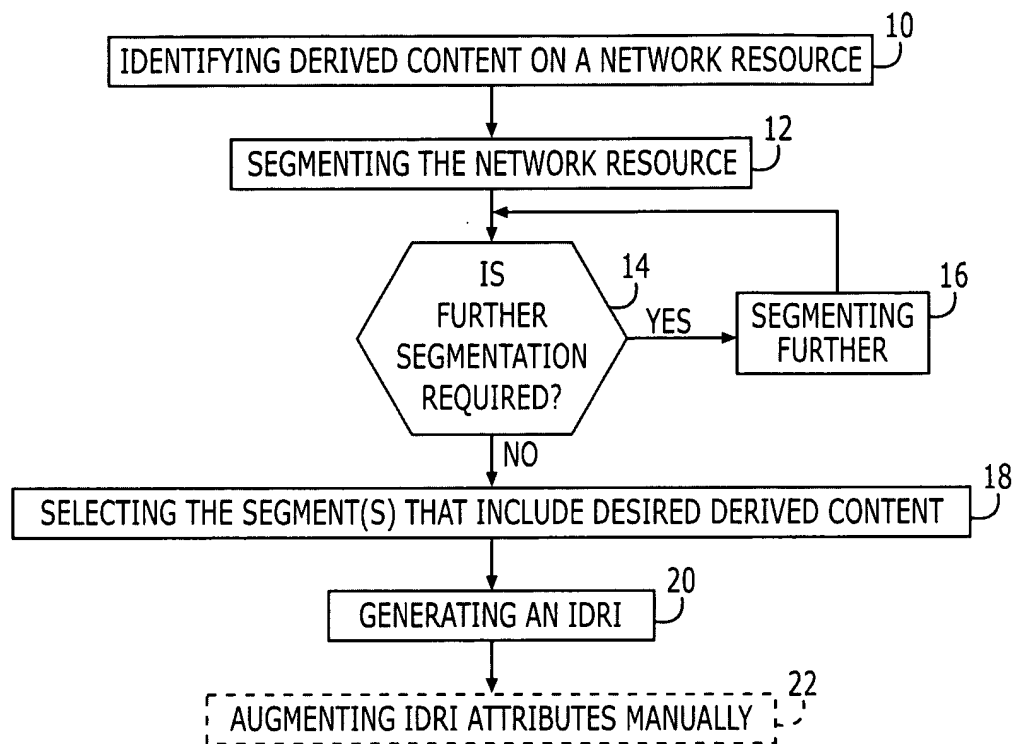 10
IDENTIFYING DERIVED CONTENT ON A NETWORK RESOURCE
12
SEGMENTING THE NETWORK RESOURCE
IS
FURTHER
SEGMENTATION
REQUIRED?
14
YES
16
SEGMENTING
FURTHER
NO
18
SELECTING THE SEGMENT(S) THAT INCLUDE DESIRED DERIVED CONTENT
20
GENERATING AN IDRI
22
AUGMENTING IDRI ATTRIBUTES MANUALLY